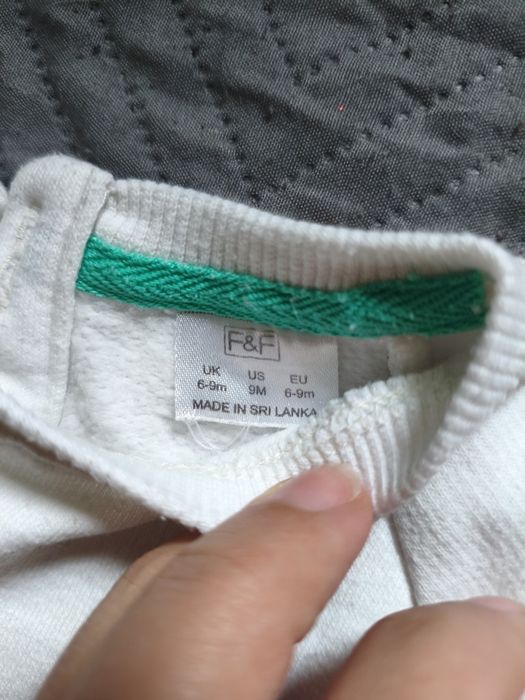 F&F
UK US EU
6-9m 9M 6-9m
MADE IN SRI LANKA